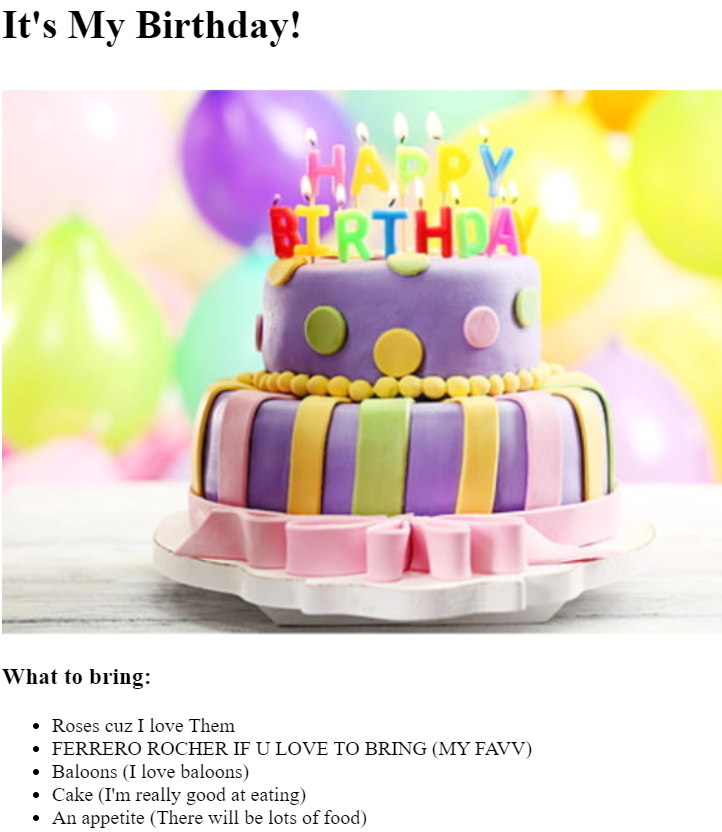 It's My Birthday!
HAPPY
BIRTHDAY
What to bring:
Roses cuz I love Them
FERRERO ROCHER IF U LOVE TO BRING (MY FAVV)
Baloons (I love baloons)
Cake (I'm really good at eating)
An appetite (There will be lots of food)